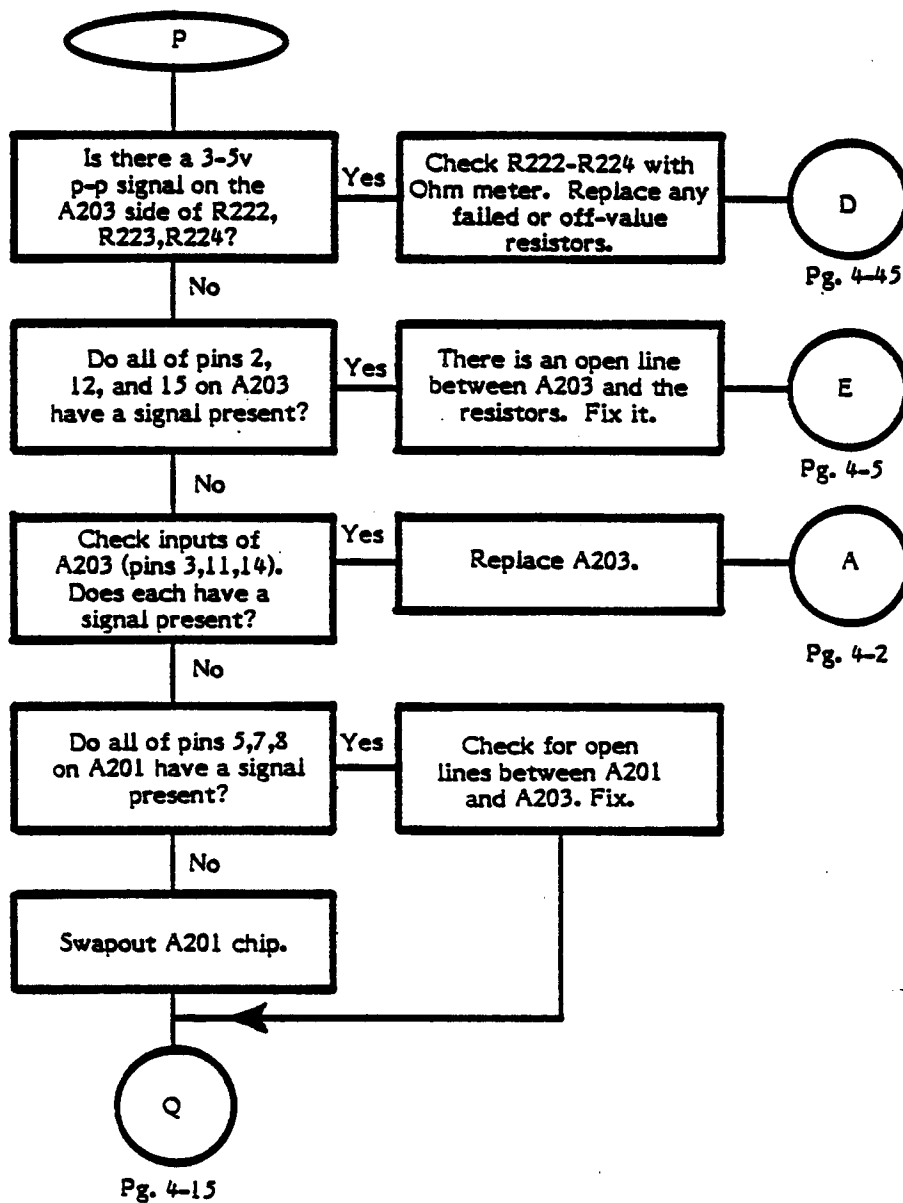 P
Is there a 3-5v
p-p signal on the
A203 side of R222,
R223,R224?
Yes
Check R222-R224 with
Ohm meter. Replace any
failed or off-value
resistors.
D
Pg. 4-45
No
Do all of pins 2,
12, and 15 on A203
have a signal present?
Yes
There is an open line
between A203 and the
resistors. Fix it.
E
Pg. 4-5
No
Check inputs of
A203 (pins 3,11,14).
Does each have a
signal present?
Yes
Replace A203.
A
Pg. 4-2
No
Do all of pins 5,7,8
on A201 have a signal
present?
Yes
Check for open
lines between A201
and A203. Fix.
No
Swapout A201 chip.
Q
Pg. 4-15